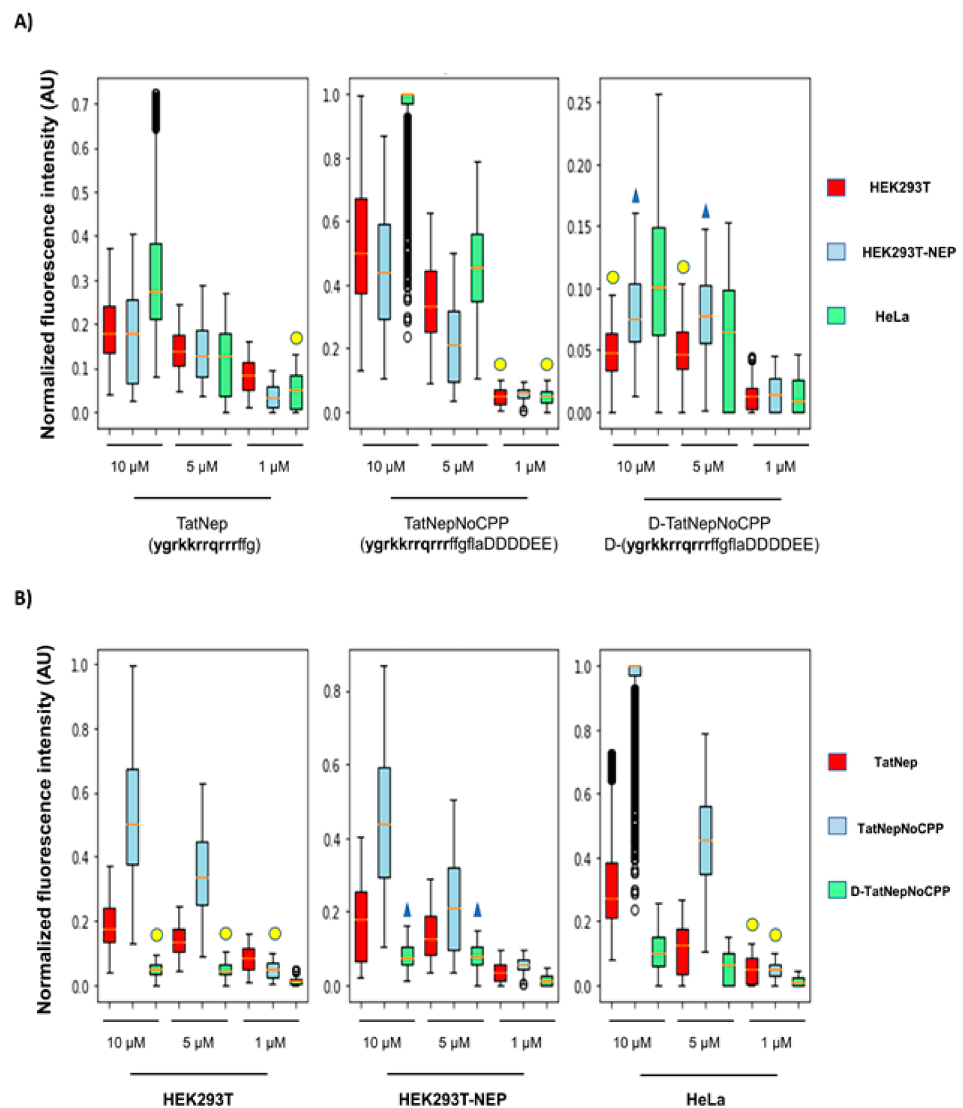 A)
Normalized fluorescence intensity (AU)
0.7
0.6
0.5
0.4
0.3
0.2
0.1
0.0
1.0
0.8
0.6
0.4
0.2
0.0
0.25
0.20
0.15
0.10
0.05
0.00
HEK293T
HEK293T-NEP
HeLa
10 µM 5 µM 1 µM
10 µM 5 µM 1 µM
10 µM 5 µM 1 µM
TatNep
(ygrkkrrqrrrffg)
TatNepNoCPP
(ygrkkrrqrrrffgflaDDDDEE)
D-TatNepNoCPP
D-(ygrkkrrqrrrffgflaDDDDEE)
B)
Normalized fluorescence intensity (AU)
1.0
0.8
0.6
0.4
0.2
0.0
0.8
0.6
0.4
0.2
0.0
1.0
0.8
0.6
0.4
0.2
0.0
TatNep
TatNepNoCPP
D-TatNepNoCPP
10 µM 5 µM 1 µM
10 µM 5 µM 1 µM
10 µM 5 µM 1 µM
HEK293T
HEK293T-NEP
HeLa